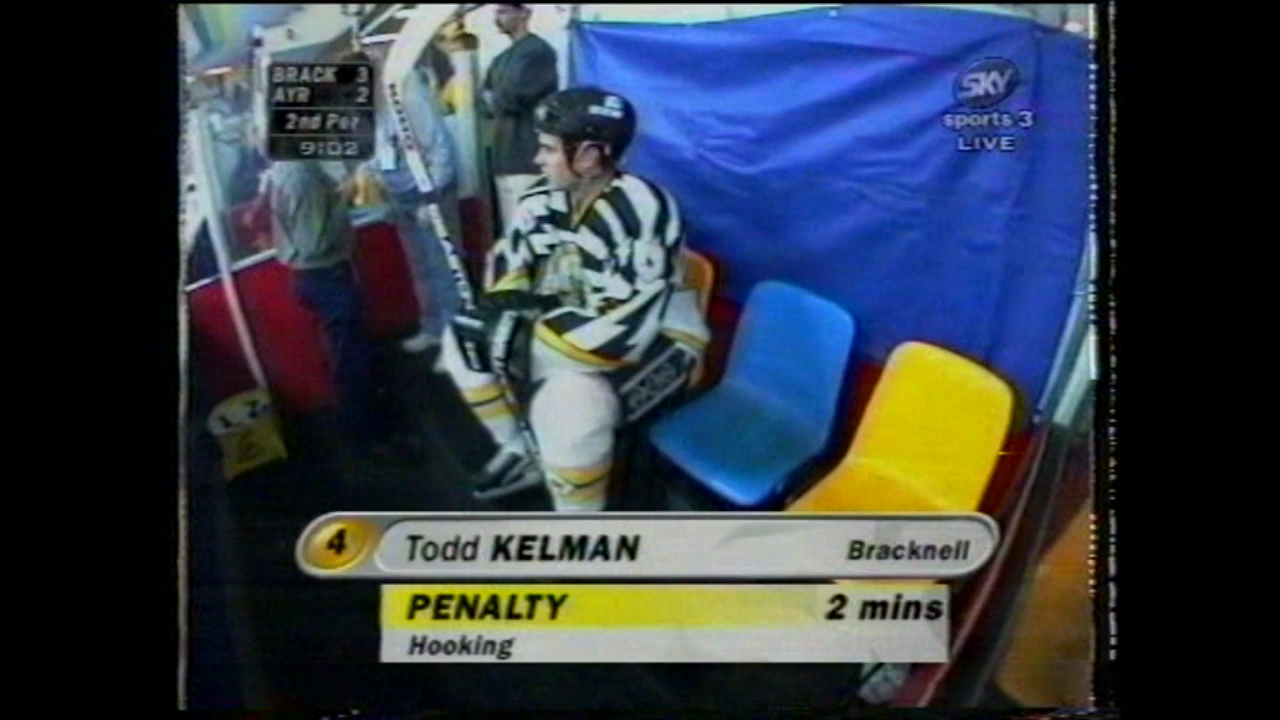 BRACK 3
AYR 2
2nd Per
9:02
SKY
sports 3
LIVE
4 Todd KELMAN Bracknell
PENALTY 2 mins
Hooking